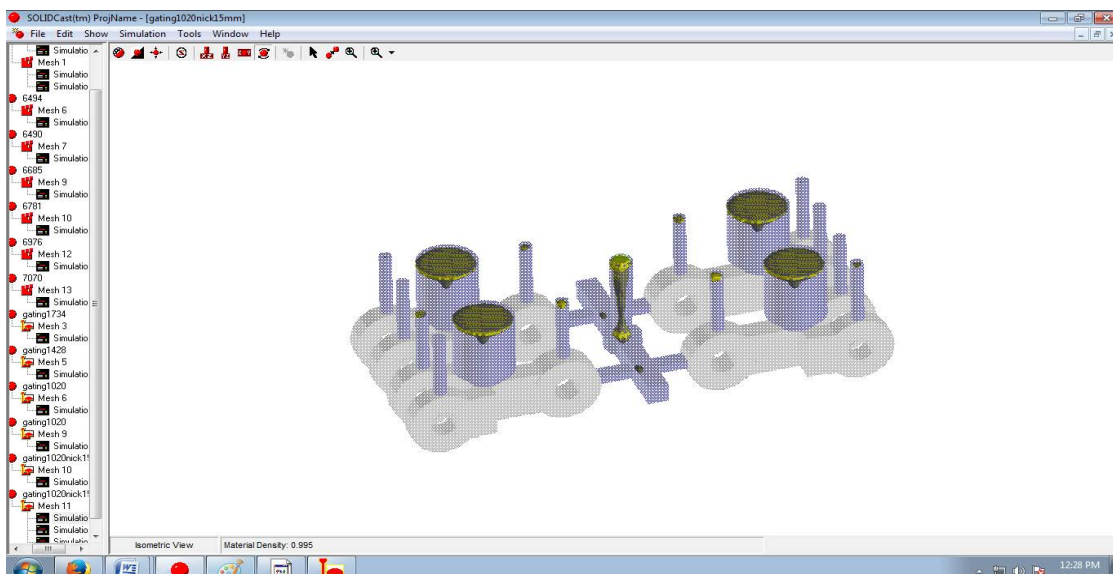 SOLIDCast(tm) ProjName - [gating1020nick15mm]
File Edit Show Simulation Tools Window Help
Simulatio
Mesh 1
Simulatio
Simulatio
6494
Mesh 6
Simulatio
6490
Mesh 7
Simulatio
6685
Mesh 9
Simulatio
6781
Mesh 10
Simulatio
6976
Mesh 12
Simulatio
7070
Mesh 13
Simulatio
gating1734
Mesh 3
Simulatio
gating1428
Mesh 5
Simulatio
gating1020
Mesh 6
Simulatio
gating1020
Mesh 9
Simulatio
gating1020nick1
Mesh 10
Simulatio
gating1020nick1
Mesh 11
Simulatio
Simulatio
Simulatio
Isometric View
Material Density: 0.995
12:28 PM